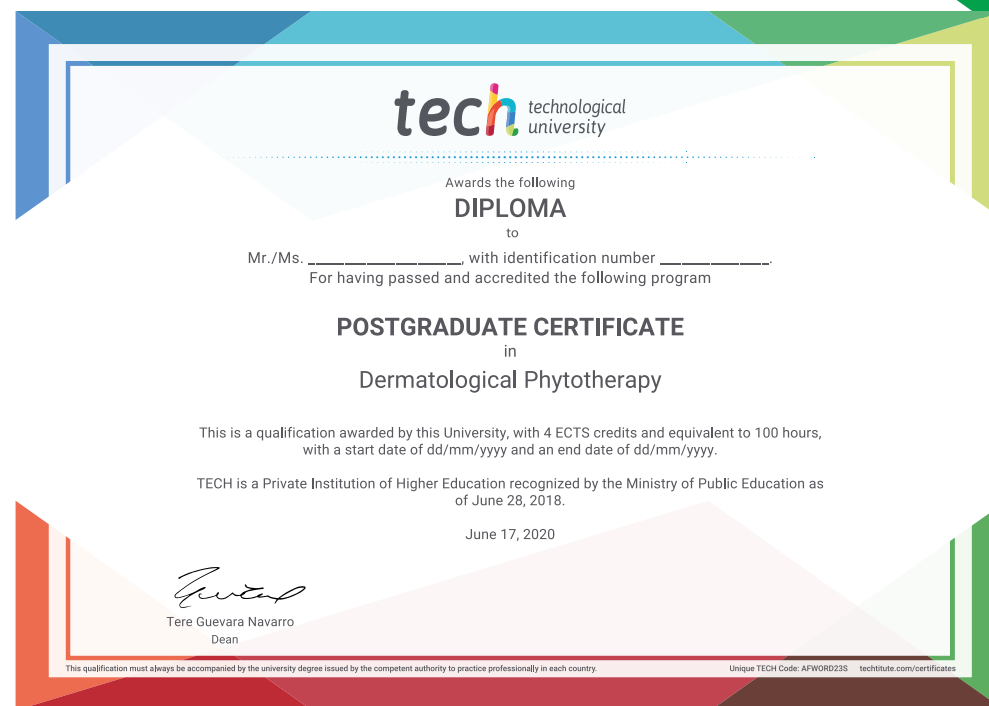 tech technological
university
Awards the following
DIPLOMA
to
Mr./Ms. ____________________, with identification number ______________.
For having passed and accredited the following program
POSTGRADUATE CERTIFICATE
in
Dermatological Phytotherapy
This is a qualification awarded by this University, with 4 ECTS credits and equivalent to 100 hours,
with a start date of dd/mm/yyyy and an end date of dd/mm/yyyy.
TECH is a Private Institution of Higher Education recognized by the Ministry of Public Education as
of June 28, 2018.
June 17, 2020
Tere Guevara Navarro
Dean
This qualification must always be accompanied by the university degree issued by the competent authority to practice professionally in each country.
Unique TECH Code: AFWORD23S techtitute.com/certificates